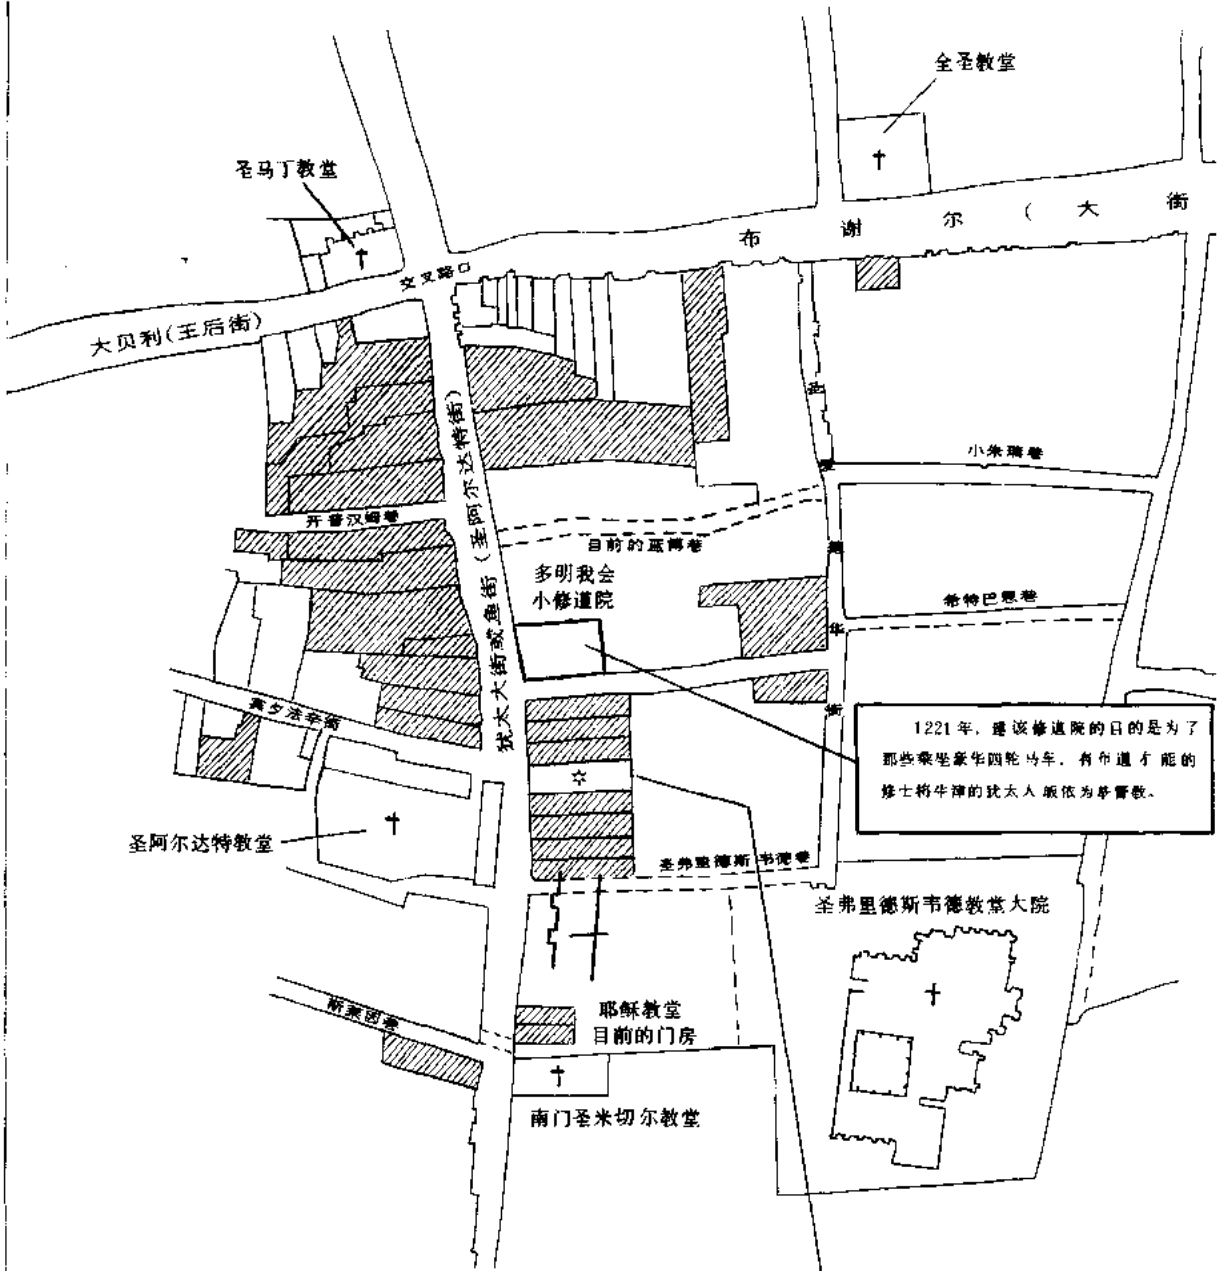 全圣教堂
圣马丁教堂
布谢尔(大街
交叉路口
大贝利(王后街)
犹太大街或鱼街(圣阿尔达特街)
小朱瑞巷
开普汉姆巷
目前的蓝博巷
多明我会
小修道院
希特巴恩巷
宾夕法辛街
1221年，建该修道院的目的是为了
那些乘坐豪华四轮马车，有布道才能的
修士将牛津的犹太人皈依为基督教。
圣阿尔达特教堂
圣弗里德斯韦德巷
圣弗里德斯韦德教堂大院
斯莱因巷
耶稣教堂
目前的门房
南门圣米切尔教堂